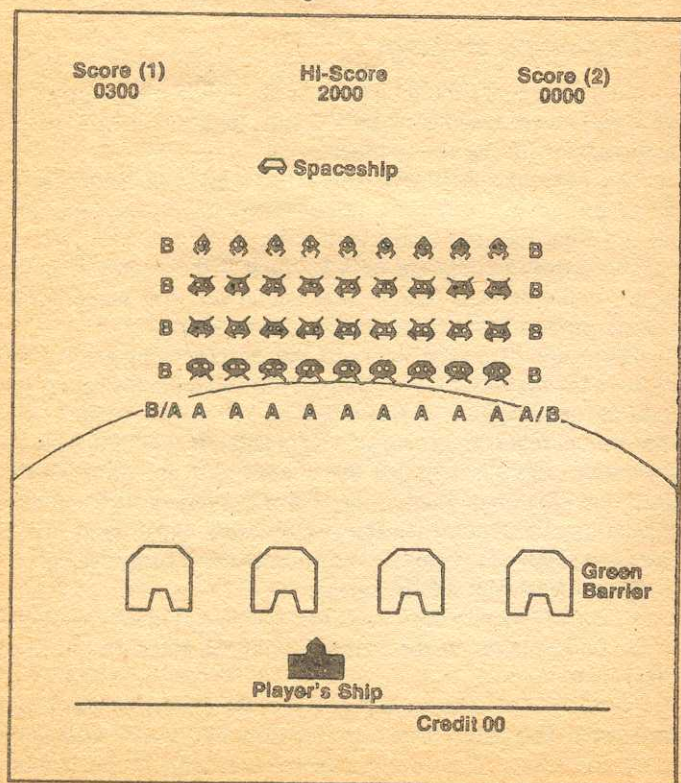 Score (1) Hi-Score Score (2)
0300 2000 0000
Spaceship
B B
B B
B B
B B
B/A A A A A A A A A A A/B
Green
Barrier
Player's Ship
Credit 00